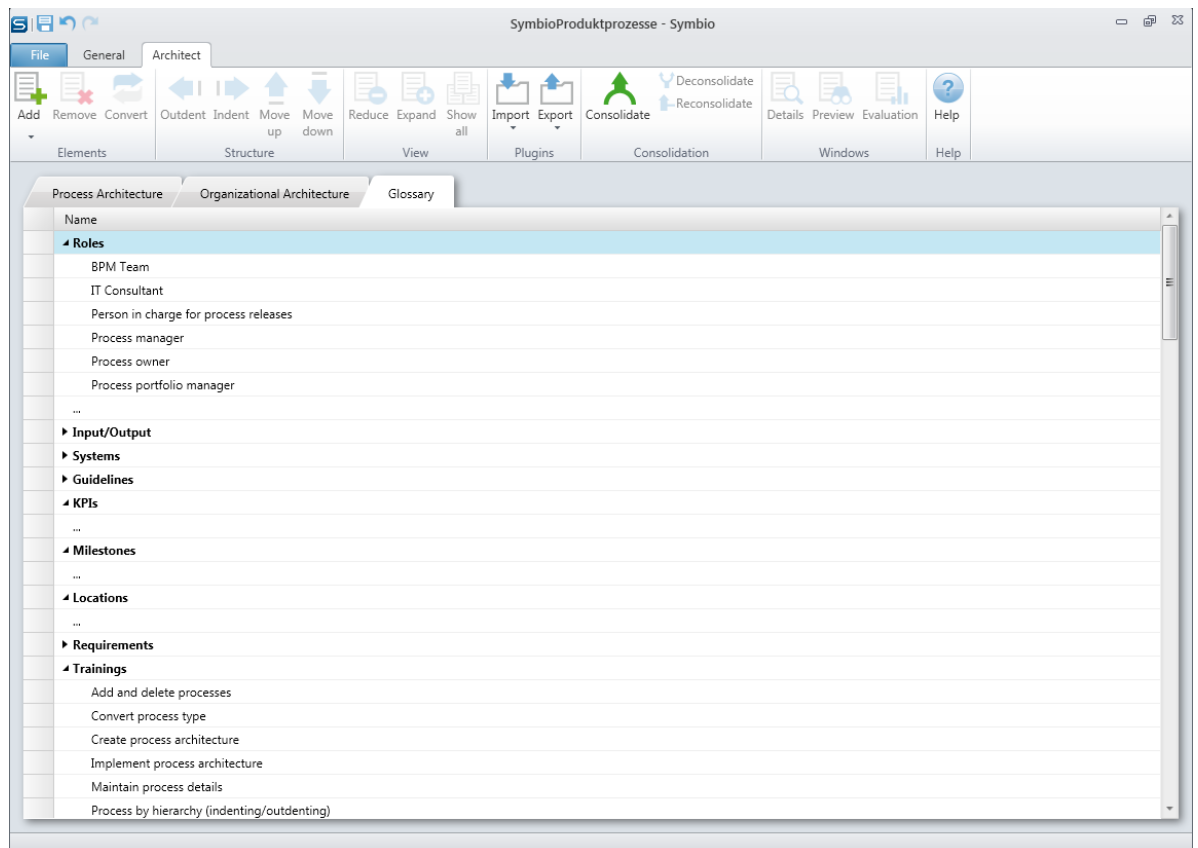 S SymbioProduktprozesse - Symbio
File General Architect
Add Remove Convert Outdent Indent Move up Move down Reduce Expand Show all Import Export Consolidate Deconsolidate Reconsolidate Details Preview Evaluation Help
Elements Structure View Plugins Consolidation Windows Help
Process Architecture Organizational Architecture Glossary
Name
Roles
BPM Team
IT Consultant
Person in charge for process releases
Process manager
Process owner
Process portfolio manager
...
Input/Output
Systems
Guidelines
KPIs
...
Milestones
...
Locations
...
Requirements
Trainings
Add and delete processes
Convert process type
Create process architecture
Implement process architecture
Maintain process details
Process by hierarchy (indenting/outdenting)